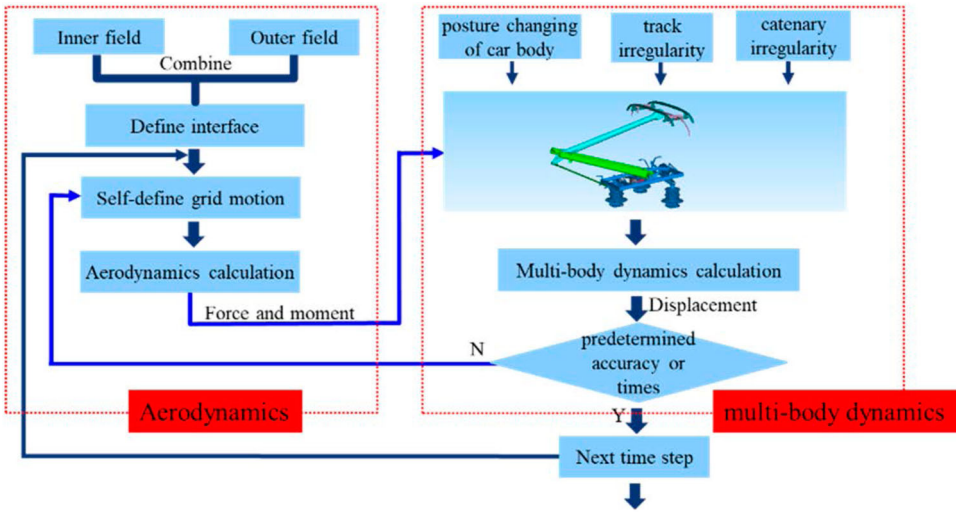 Inner field
Outer field
Combine
Define interface
Self-define grid motion
Aerodynamics calculation
Force and moment
Aerodynamics
posture changing
of car body
track
irregularity
catenary
irregularity
Multi-body dynamics calculation
Displacement
predetermined
accuracy or
times
N
Y
multi-body dynamics
Next time step